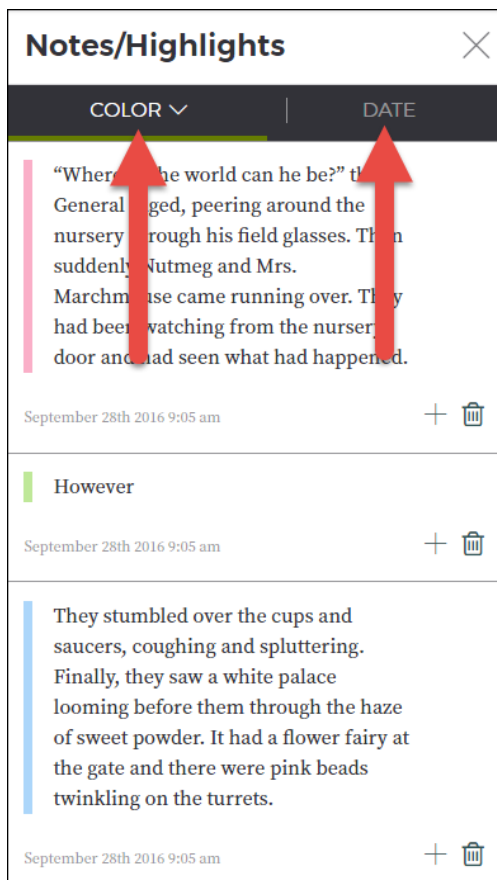 Notes/Highlights
COLOR
DATE
“Where the world can he be?”
General peering around the
nursery through his field glasses.
suddenly Nutmeg and Mrs.
Marchmouse came running over. They
had been watching from the nursery
door and had seen what had happened.
September 28th 2016 9:05 am
However
September 28th 2016 9:05 am
They stumbled over the cups and
saucers, coughing and spluttering.
Finally, they saw a white palace
looming before them through the haze
of sweet powder. It had a flower fairy at
the gate and there were pink beads
twinkling on the turrets.
September 28th 2016 9:05 am